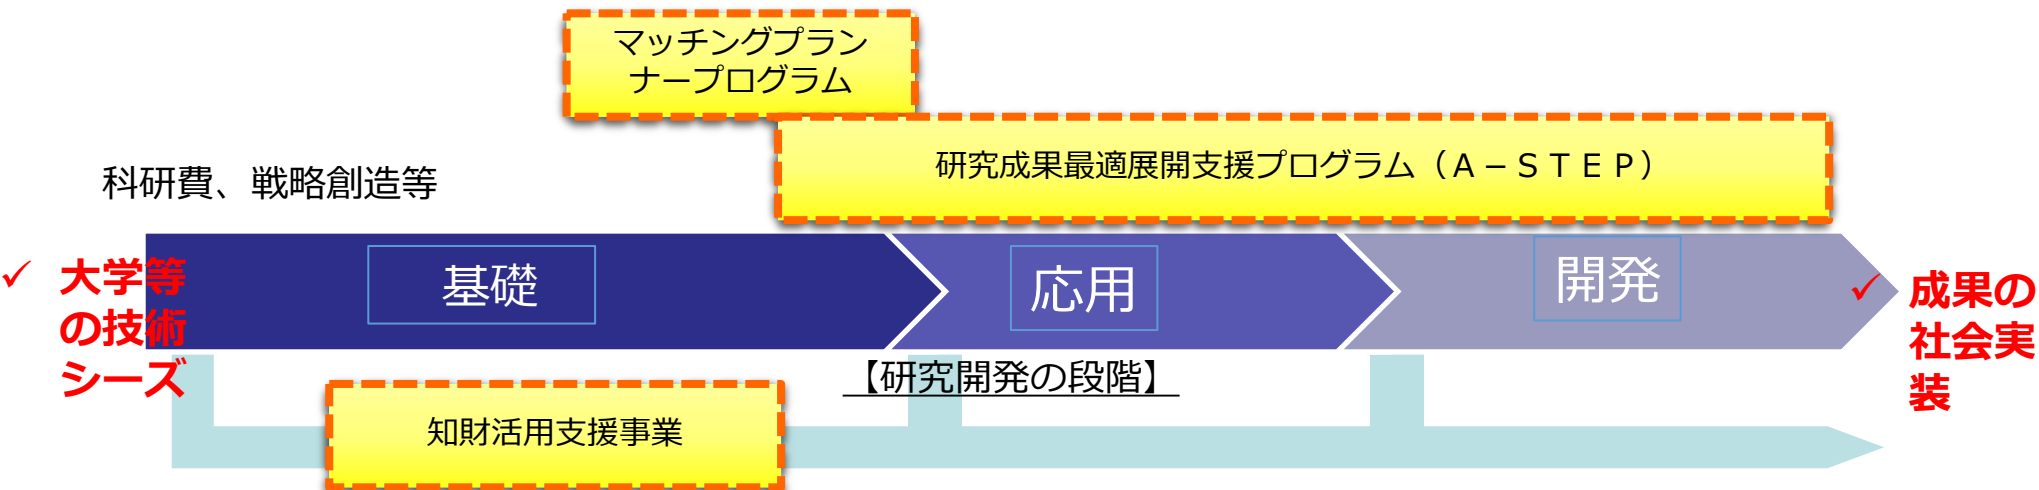 マッチングプラン
ナープログラム
研究成果最適展開支援プログラム（Ａ－ＳＴＥＰ）
科研費、戦略創造等
✓ 大学等
の技術
シーズ
基礎
応用
開発
✓ 成果の
社会実
装
【研究開発の段階】
知財活用支援事業